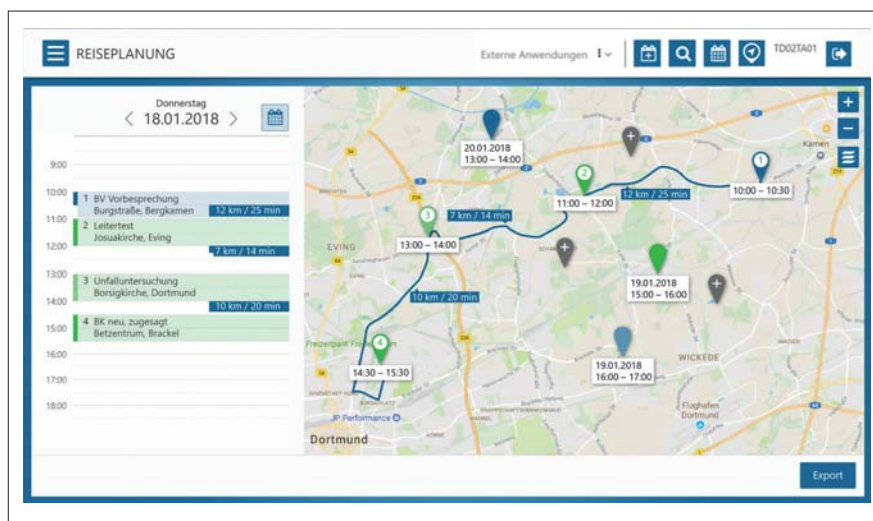 REISEPLANUNG
Externe Anwendungen
TD02TA01
Donnerstag
18.01.2018
9:00
10:00
1 BV Vorbesprechung
Burgstraße, Bergkamen
12 km / 25 min
11:00
2 Leitertest
Josuakirche, Eving
12:00
7 km / 14 min
13:00
3 Unfalluntersuchung
Borsigkirche, Dortmund
14:00
10 km / 20 min
15:00
4 BK neu, zugesagt
Betzentrum, Brackel
16:00
17:00
18:00
20.01.2018
13:00 – 14:00
Kamen
1
10:00 – 10:30
2
11:00 – 12:00
12 km / 25 min
3
13:00 – 14:00
7 km / 14 min
EVING
19.01.2018
15:00 – 16:00
10 km / 20 min
4
14:30 – 15:30
19.01.2018
16:00 – 17:00
WICKEDE
JP Performance
Dortmund
Flughafen
Dortmund
Export